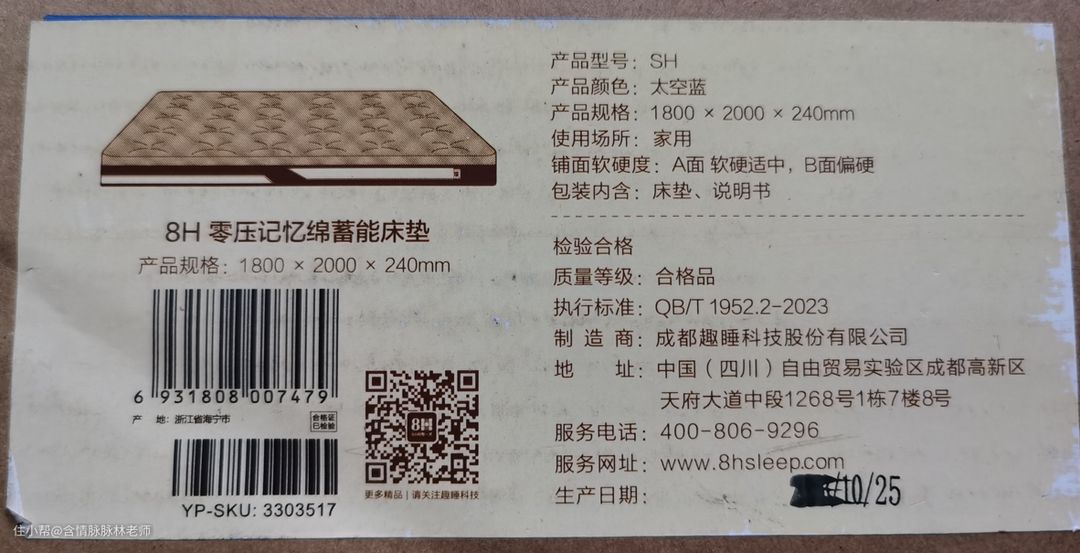 产品型号：SH
产品颜色：太空蓝
产品规格：1800 × 2000 × 240mm
使用场所：家用
铺面软硬度：A面 软硬适中，B面偏硬
包装内含：床垫、说明书
8H 零压记忆绵蓄能床垫
产品规格：1800 × 2000 × 240mm
6 931808 007479
产 地：浙江省海宁市
合格证
已检验
8H
更多精品 | 请关注趣睡科技
YP-SKU: 3303517
检验合格
质量等级：合格品
执行标准：QB/T 1952.2-2023
制 造 商：成都趣睡科技股份有限公司
地 址：中国（四川）自由贸易实验区成都高新区
天府大道中段1268号1栋7楼8号
服务电话：400-806-9296
服务网址：www.8hsleep.com
生产日期：
/10/25
住小帮@含情脉脉林老师